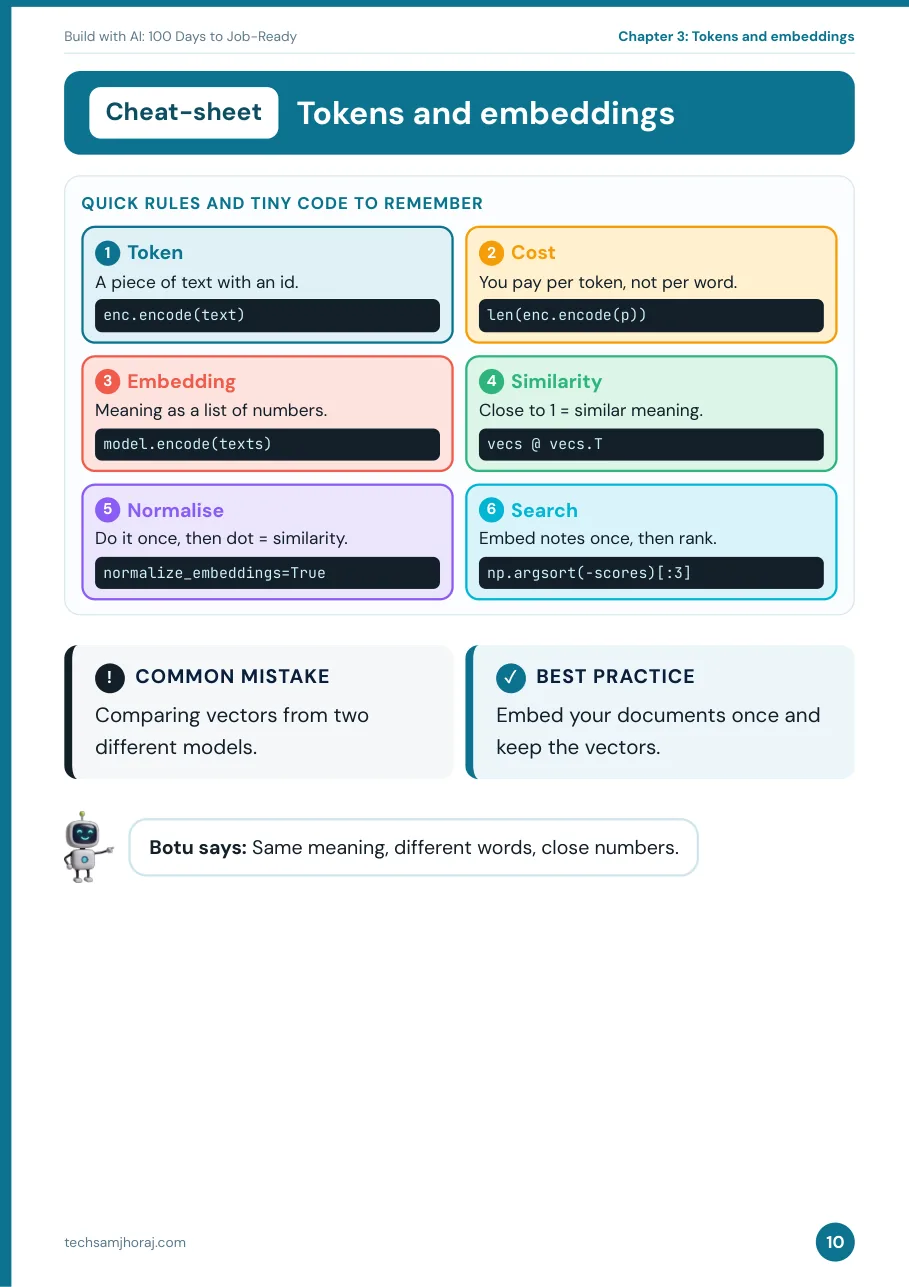 Build with AI: 100 Days to Job-Ready
Chapter 3: Tokens and embeddings
Cheat-sheet
Tokens and embeddings
QUICK RULES AND TINY CODE TO REMEMBER
1 Token
A piece of text with an id.
enc.encode(text)
2 Cost
You pay per token, not per word.
len(enc.encode(p))
3 Embedding
Meaning as a list of numbers.
model.encode(texts)
4 Similarity
Close to 1 = similar meaning.
vecs @ vecs.T
5 Normalise
Do it once, then dot = similarity.
normalize_embeddings=True
6 Search
Embed notes once, then rank.
np.argsort(-scores)[:3]
! COMMON MISTAKE
Comparing vectors from two
different models.
✓ BEST PRACTICE
Embed your documents once and
keep the vectors.
Botu says: Same meaning, different words, close numbers.
techsamjhoraj.com
10